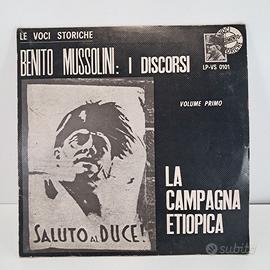 LE VOCI STORICHE
BENITO MUSSOLINI: I DISCORSI
LP-VS 0101
VOLUME PRIMO
LA
CAMPAGNA
ETIOPICA
SALUTO AL DUCE!
subito